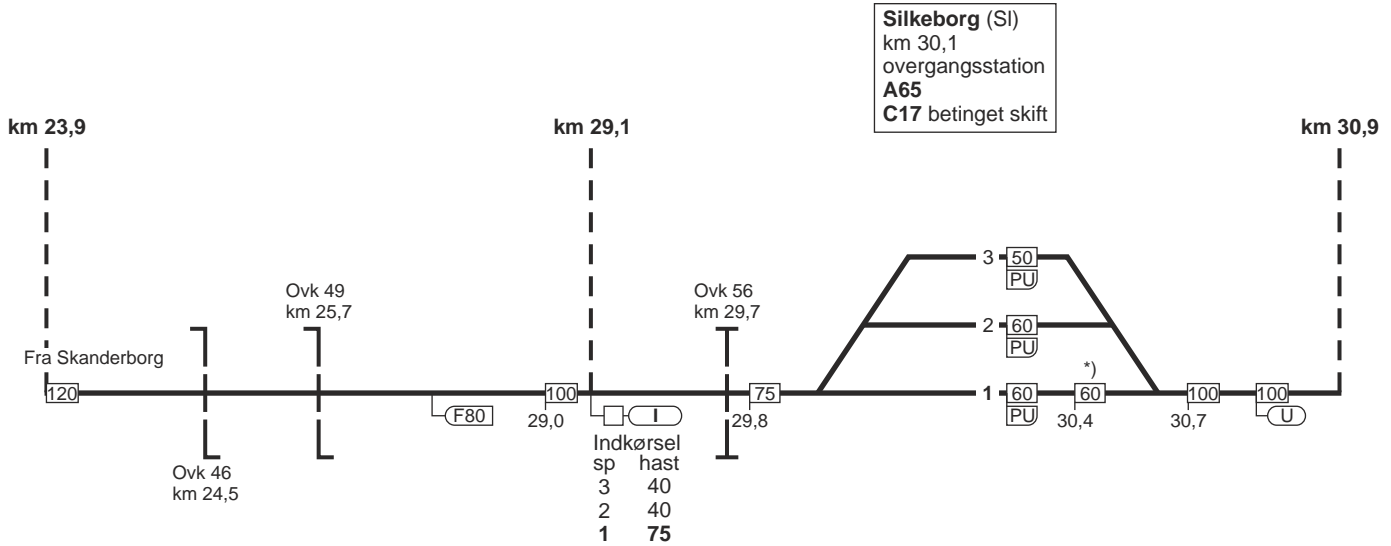 Silkeborg (Sl)
km 30,1
overgangsstation
A65
C17 betinget skift
km 23,9
km 29,1
km 30,9
3 50
PU
Ovk 49
km 25,7
Ovk 56
km 29,7
2 60
PU
Fra Skanderborg
*)
120
100
75
1 60
60
100
100
F80
29,0
I
29,8
PU
30,4
30,7
U
Indkørsel
sp hast
3 40
2 40
1 75
Ovk 46
km 24,5